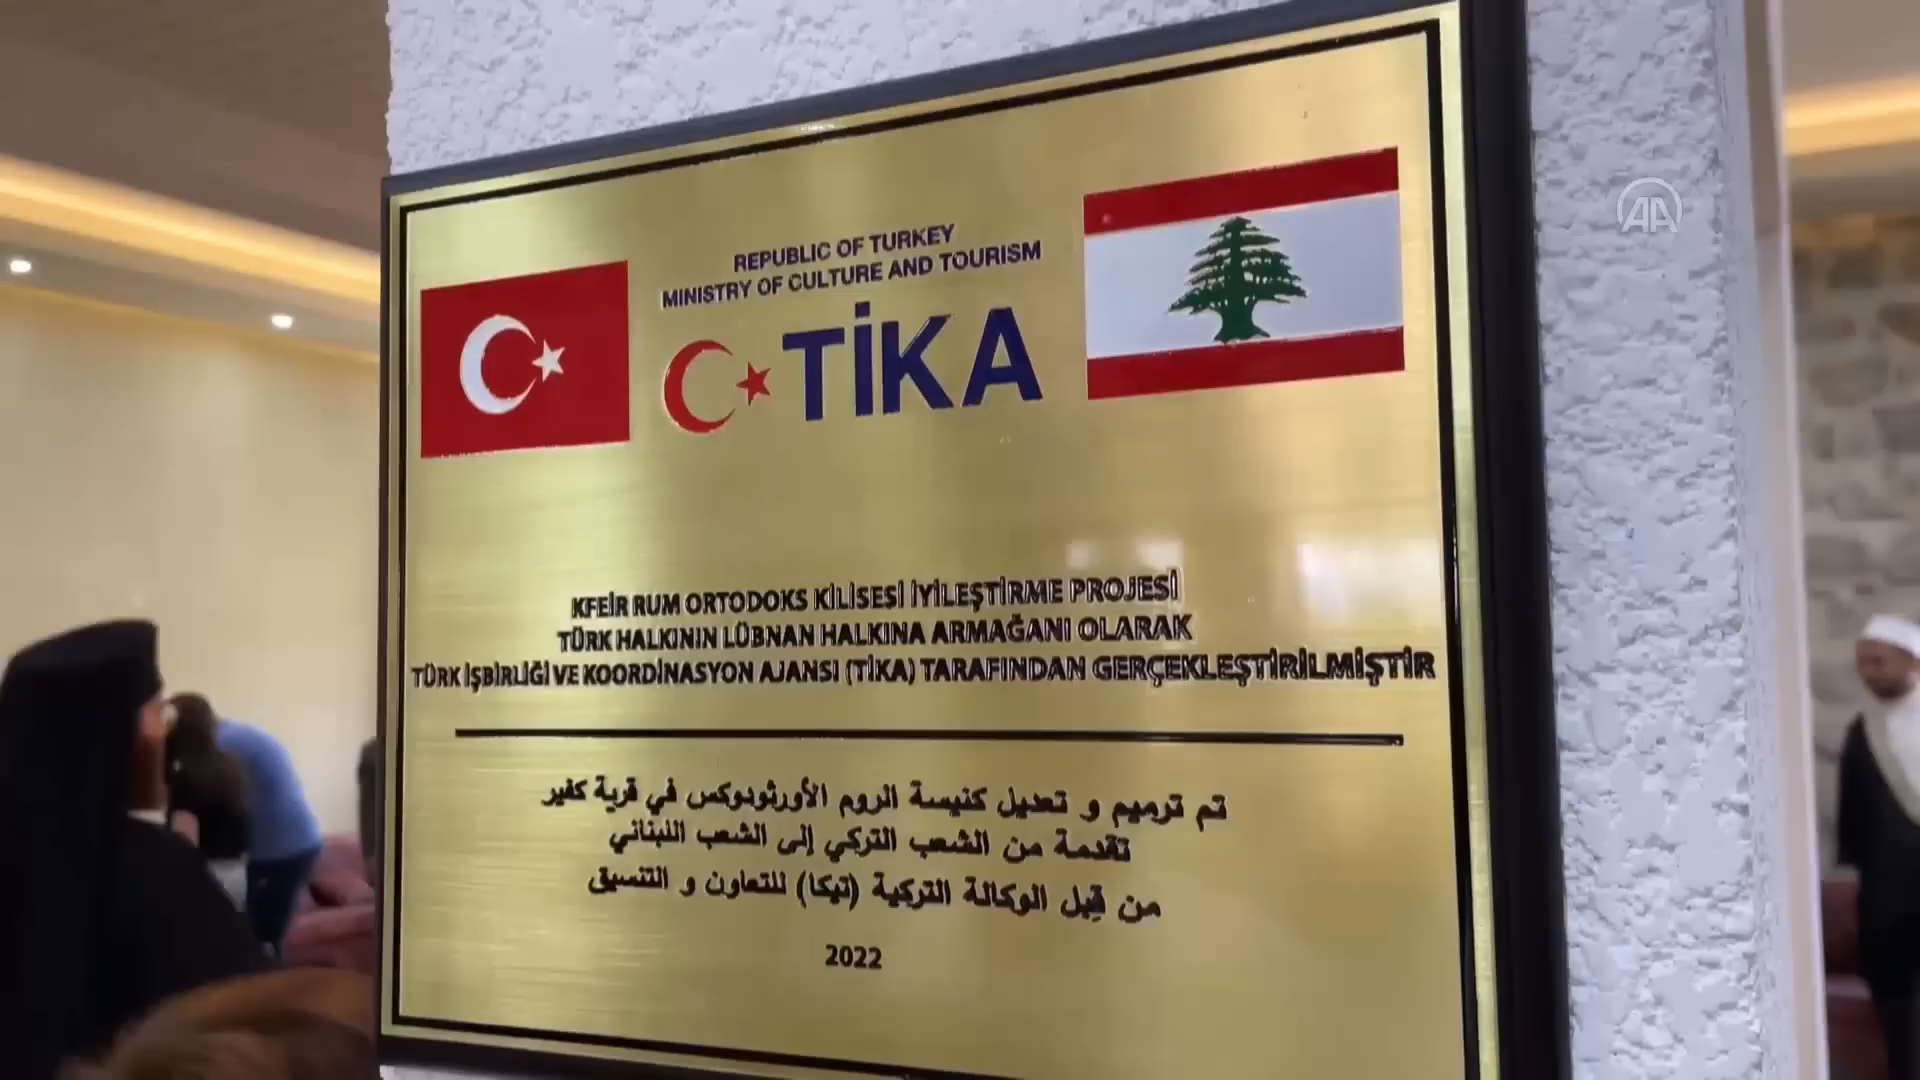 REPUBLIC OF TURKEY
MINISTRY OF CULTURE AND TOURISM
TİKA
AA
KFEİR RUM ORTODOKS KİLİSESİ İYİLEŞTİRME PROJESİ
TÜRK HALKININ LÜBNAN HALKINA ARMAĞANI OLARAK
TÜRK İŞBİRLİĞİ VE KOORDİNASYON AJANSI (TİKA) TARAFINDAN GERÇEKLEŞTİRİLMİŞTİR
تم ترميم و تعديل كنيسة الروم الأورثودوكس في قرية كفير
تقدمة من الشعب التركي إلى الشعب اللبناني
من قِبل الوكالة التركية (تيكا) للتعاون و التنسيق
2022